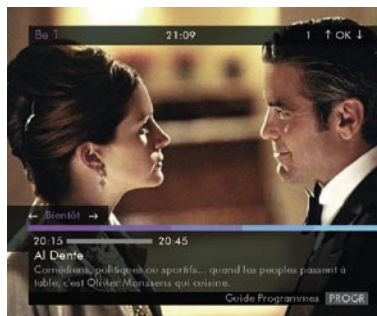 Be 1 21:09 1 ↑ OK ↓
← Bientôt →
20:15 20:45
Al Dente
Comédiens, politiques ou sportifs... quand les peoples passent à
table, c'est Olivier Monssens qui cuisine.
Guide Programmes PROGR